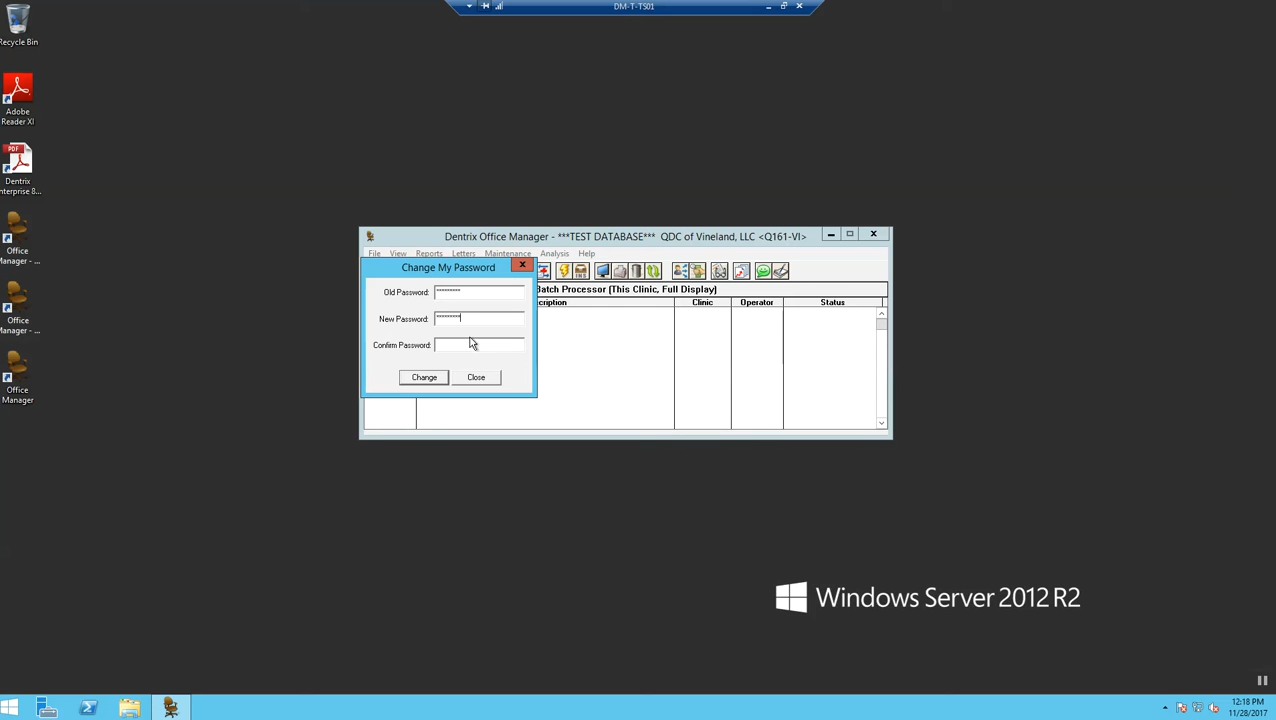 DM-T-TS01
Recycle Bin
Adobe
Reader XI
PDF
Dentrix
Enterprise 8...
Office
Manager -...
Office
Manager -...
Office
Manager
Dentrix Office Manager - ***TEST DATABASE*** QDC of Vineland, LLC <Q161-VI>
File View Reports Letters Maintenance Analysis Help
Change My Password
Batch Processor (This Clinic, Full Display)
Clinic Operator Status
Old Password: *********
New Password: *********
Confirm Password:
Change Close
Windows Server 2012 R2
12:18 PM
11/28/2017